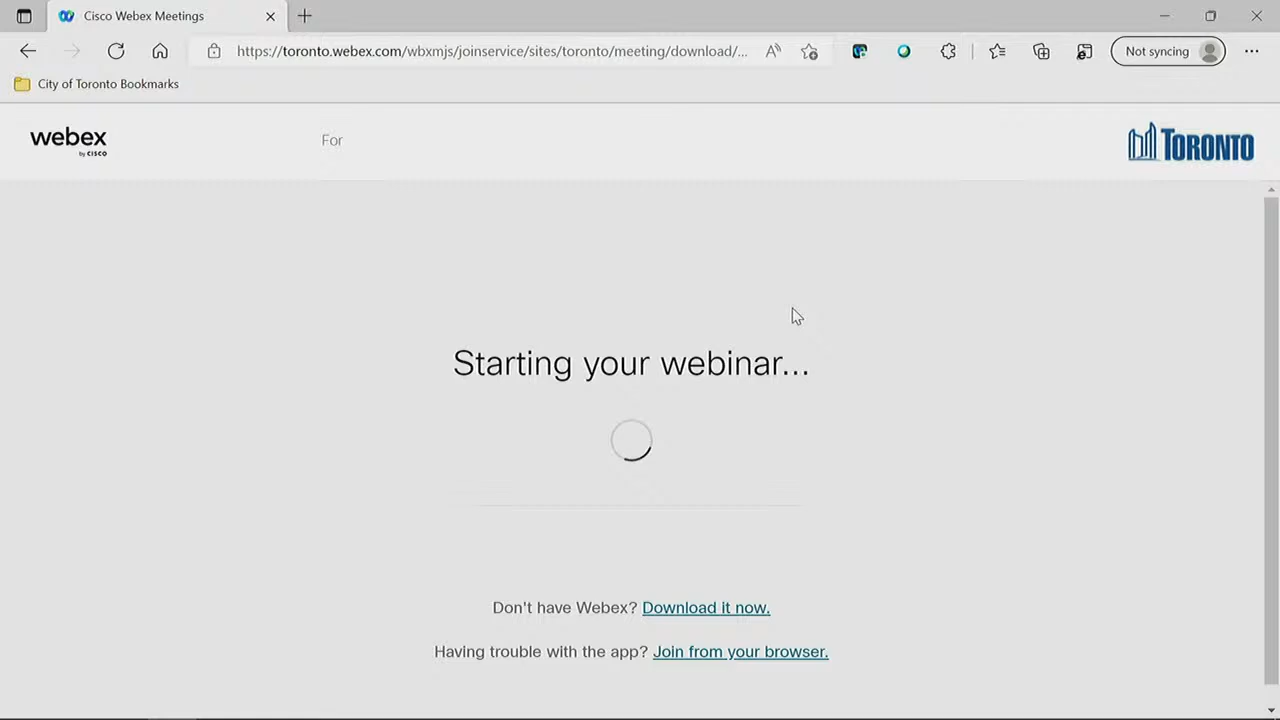 Cisco Webex Meetings
https://toronto.webex.com/wbxmjs/joinservice/sites/toronto/meeting/download/...
Not syncing
City of Toronto Bookmarks
webex
by CISCO
For
TORONTO
Starting your webinar...
Don't have Webex? Download it now.
Having trouble with the app? Join from your browser.